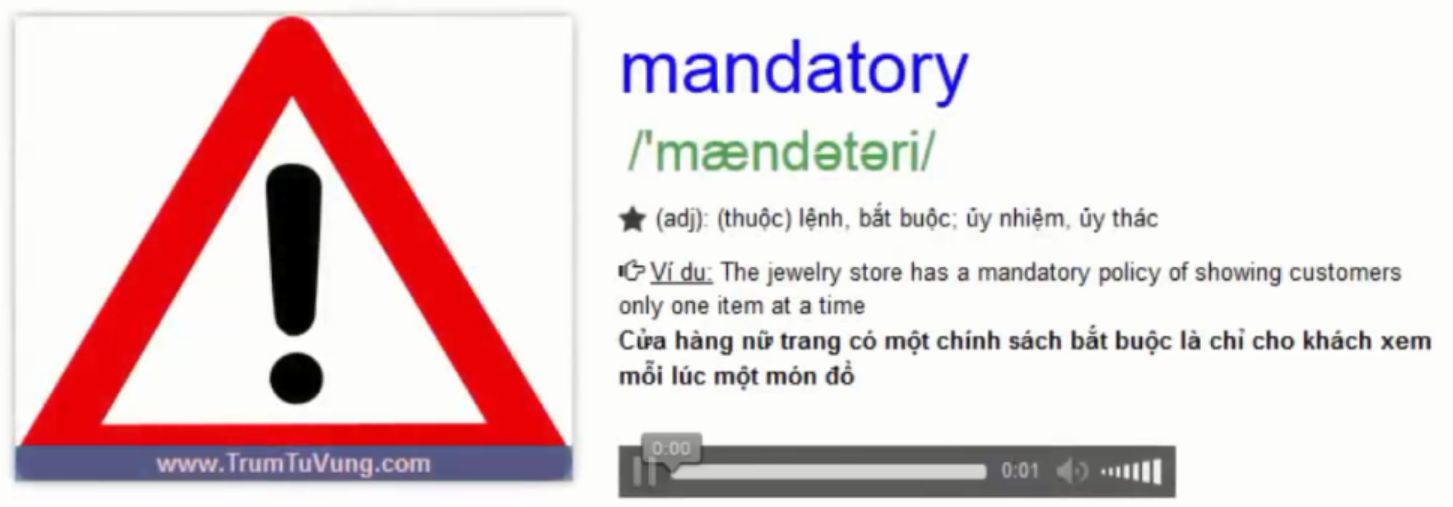 mandatory
/'mændətəri/
(adj): (thuộc) lệnh, bắt buộc; ủy nhiệm, ủy thác
Ví dụ: The jewelry store has a mandatory policy of showing customers
only one item at a time
Cửa hàng nữ trang có một chính sách bắt buộc là chỉ cho khách xem
mỗi lúc một món đồ
www.TrumTuVung.com
0:00
0:01